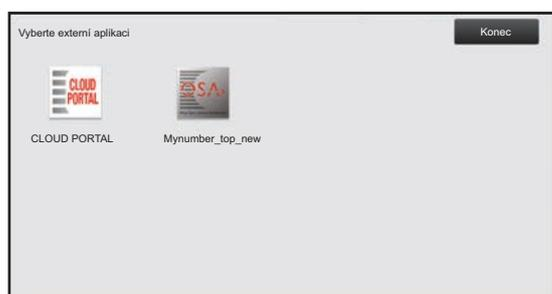 Vyberte externí aplikaci
Konec
CLOUD
PORTAL
OSA
CLOUD PORTAL
Mynumber_top_new